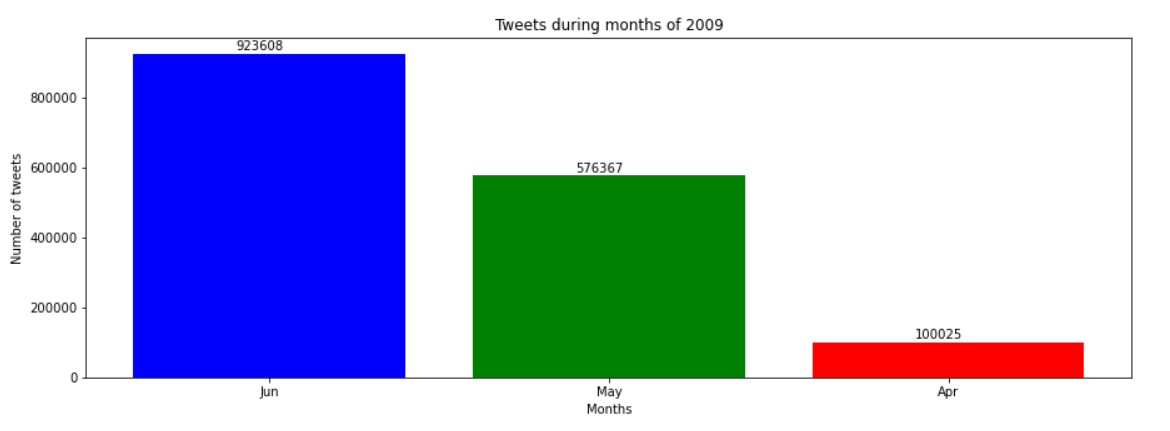 Tweets during months of 2009
923608
576367
100025
800000
600000
400000
200000
0
Number of tweets
Jun May Apr
Months